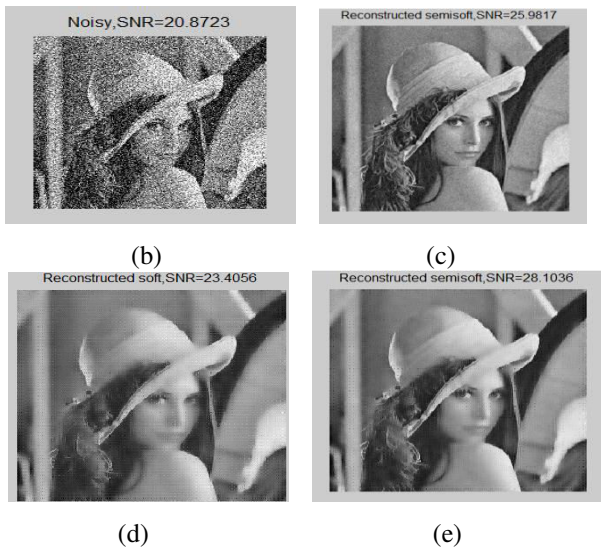 Noisy,SNR=20.8723
Reconstructed semisoft,SNR=25.9817
(b)
(c)
Reconstructed soft,SNR=23.4056
Reconstructed semisoft,SNR=28.1036
(d)
(e)